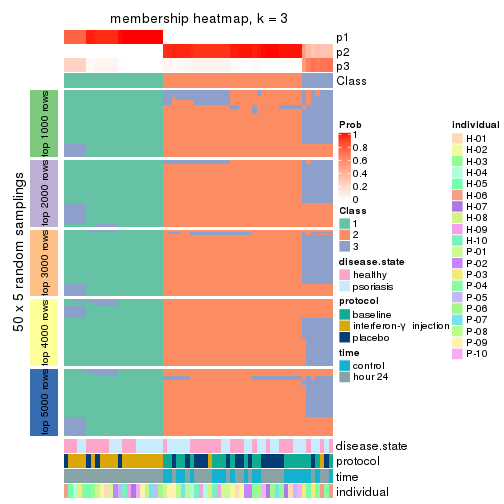 membership heatmap, k = 3
p1
p2
p3
Class
50 x 5 random samplings
top 1000 rows
top 2000 rows
top 3000 rows
top 4000 rows
top 5000 rows
disease.state
protocol
time
individual
Prob
1
0.8
0.6
0.4
0.2
0
Class
1
2
3
disease.state
healthy
psoriasis
protocol
baseline
interferon-γ injection
placebo
time
control
hour 24
individual
H-01
H-02
H-03
H-04
H-05
H-06
H-07
H-08
H-09
H-10
P-01
P-02
P-03
P-04
P-05
P-06
P-07
P-08
P-09
P-10